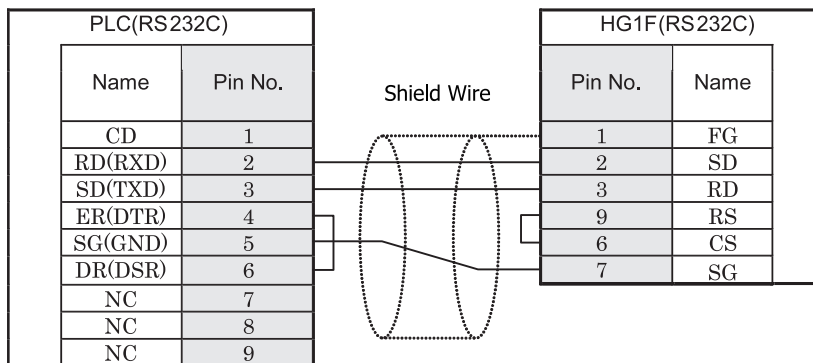 PLC(RS232C) HG1F(RS232C)
Name Pin No. Shield Wire Pin No. Name
CD 1 1 FG
RD(RXD) 2 2 SD
SD(TXD) 3 3 RD
ER(DTR) 4 9 RS
SG(GND) 5 6 CS
DR(DSR) 6 7 SG
NC 7
NC 8
NC 9